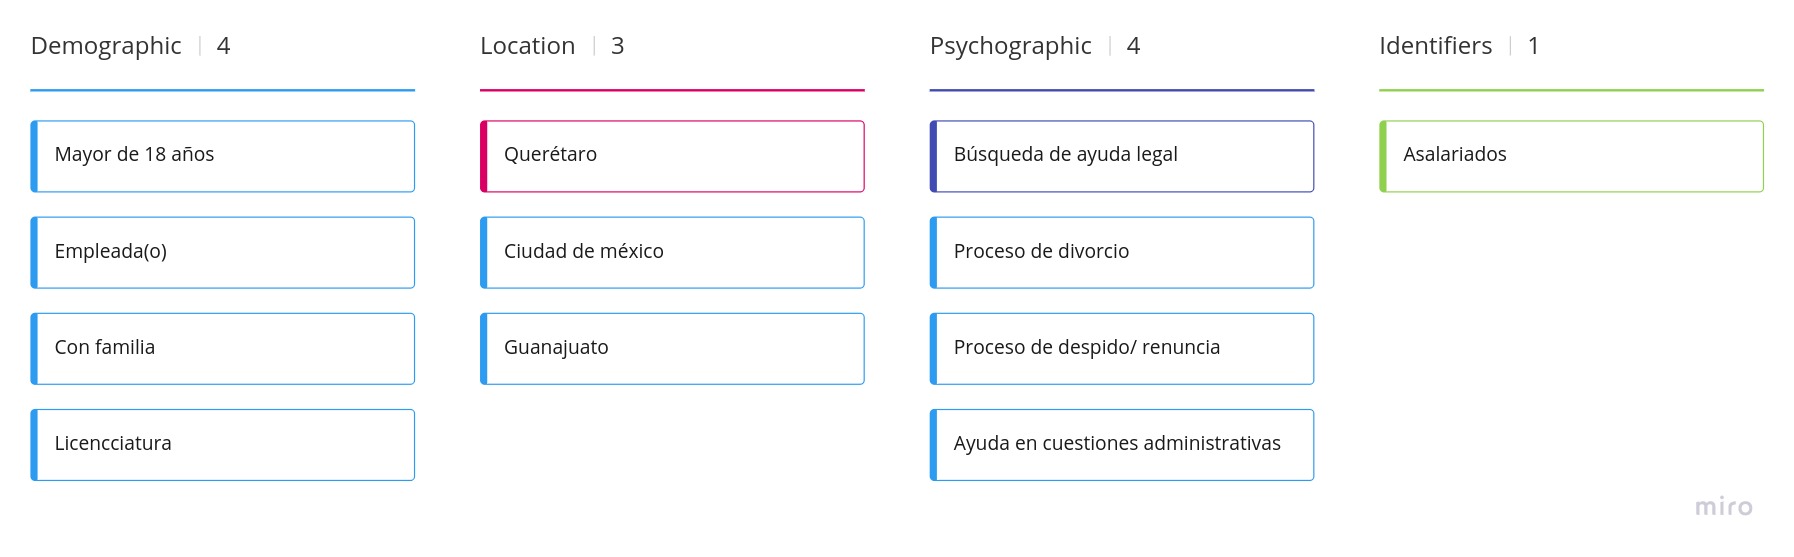 Demographic | 4
Mayor de 18 años
Empleada(o)
Con familia
Licencciatura
Location | 3
Querétaro
Ciudad de méxico
Guanajuato
Psychographic | 4
Búsqueda de ayuda legal
Proceso de divorcio
Proceso de despido/ renuncia
Ayuda en cuestiones administrativas
Identifiers | 1
Asalariados
miro